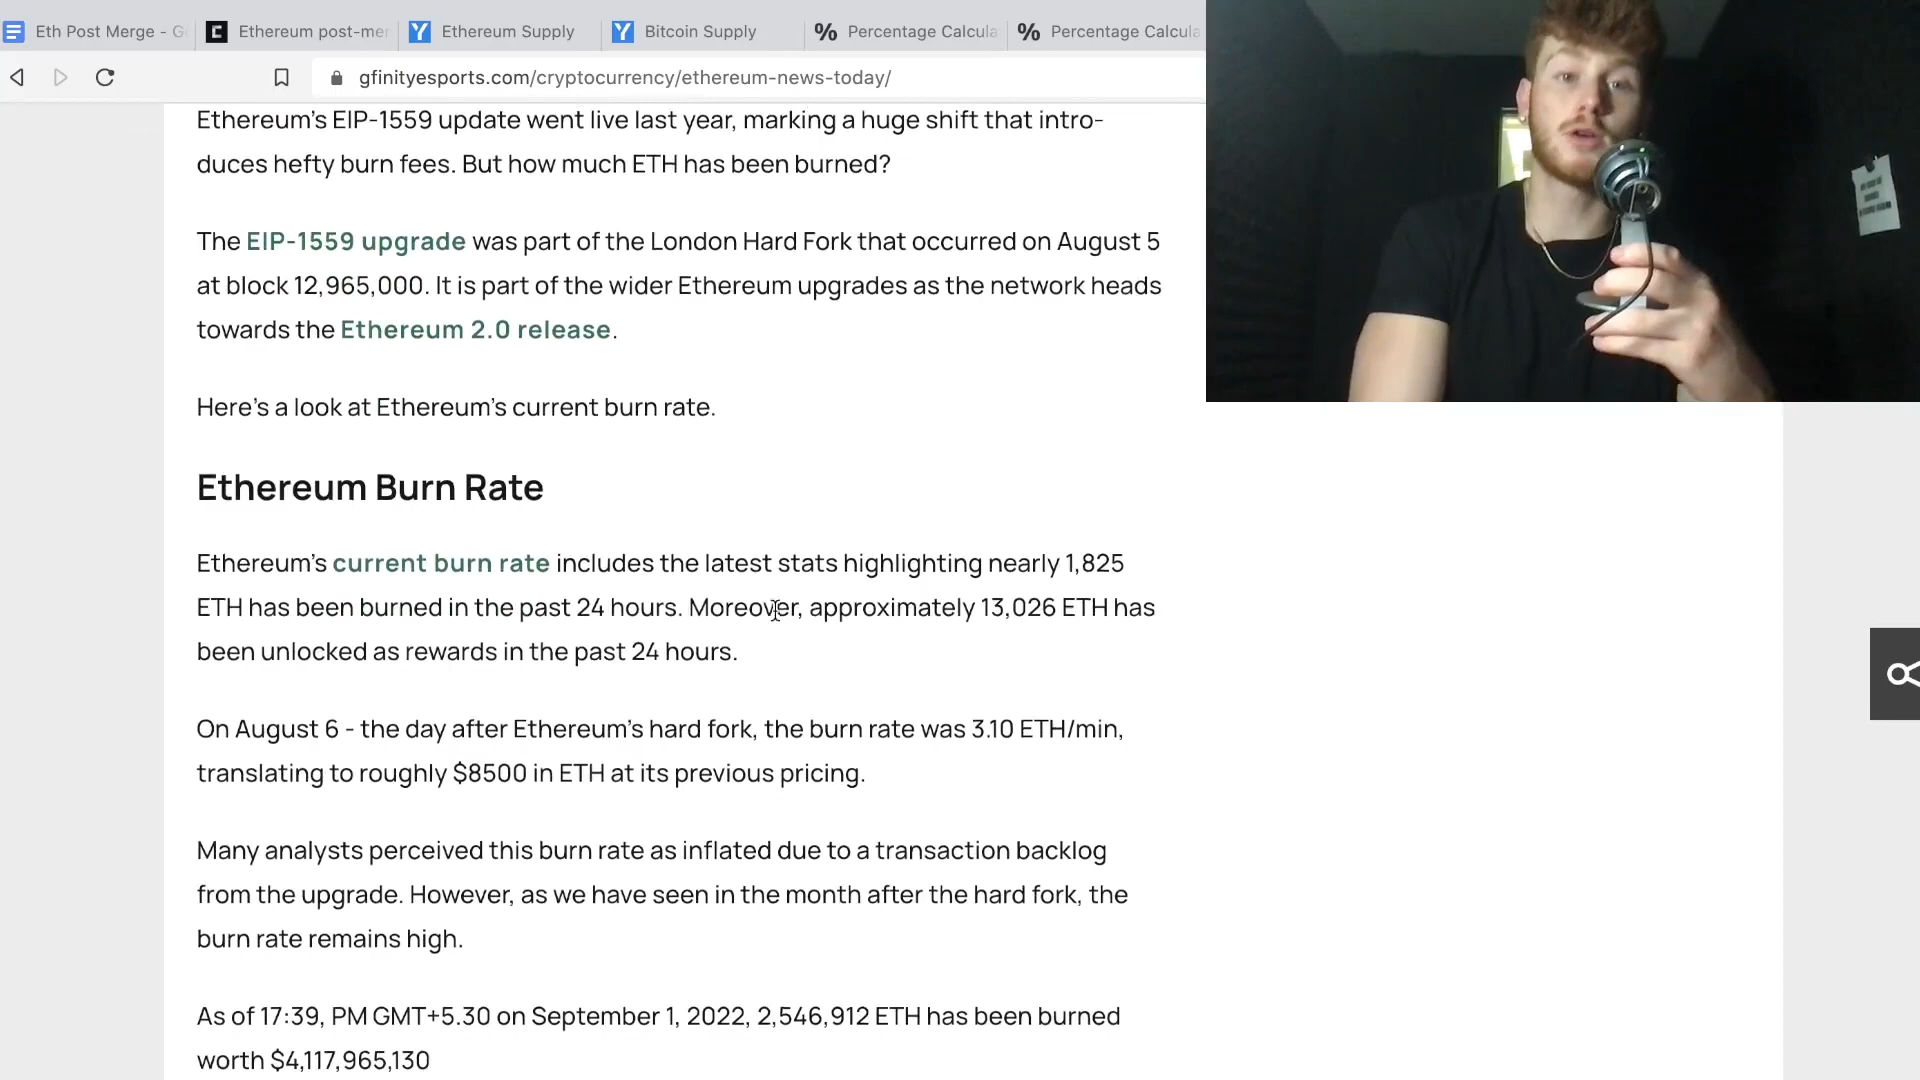 Eth Post Merge - G
Ethereum post-mer
Ethereum Supply
Bitcoin Supply
% Percentage Calcula
% Percentage Calcula
gfinityesports.com/cryptocurrency/ethereum-news-today/
Ethereum's EIP-1559 update went live last year, marking a huge shift that intro-
duces hefty burn fees. But how much ETH has been burned?
The EIP-1559 upgrade was part of the London Hard Fork that occurred on August 5
at block 12,965,000. It is part of the wider Ethereum upgrades as the network heads
towards the Ethereum 2.0 release.
Here's a look at Ethereum's current burn rate.
Ethereum Burn Rate
Ethereum's current burn rate includes the latest stats highlighting nearly 1,825
ETH has been burned in the past 24 hours. Moreover, approximately 13,026 ETH has
been unlocked as rewards in the past 24 hours.
On August 6 - the day after Ethereum's hard fork, the burn rate was 3.10 ETH/min,
translating to roughly $8500 in ETH at its previous pricing.
Many analysts perceived this burn rate as inflated due to a transaction backlog
from the upgrade. However, as we have seen in the month after the hard fork, the
burn rate remains high.
As of 17:39, PM GMT+5.30 on September 1, 2022, 2,546,912 ETH has been burned
worth $4,117,965,130